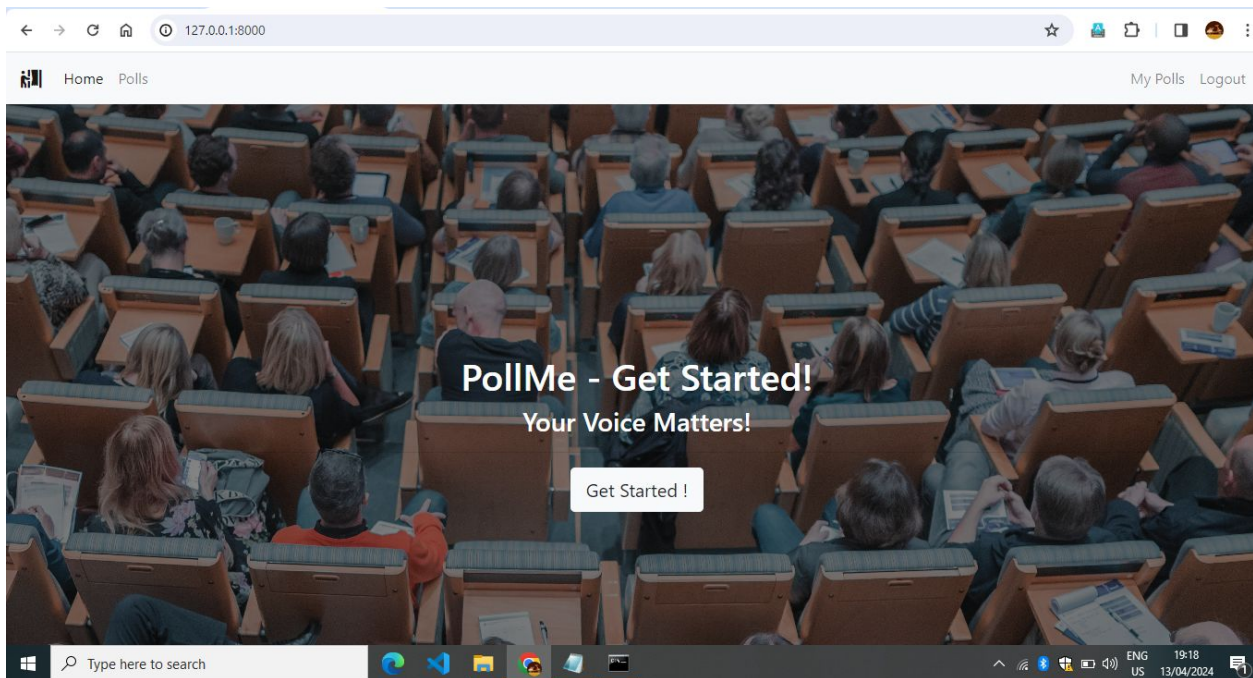 127.0.0.1:8000
Home Polls My Polls Logout
PollMe - Get Started!
Your Voice Matters!
Get Started !
Type here to search
ENG 19:18
US 13/04/2024
1